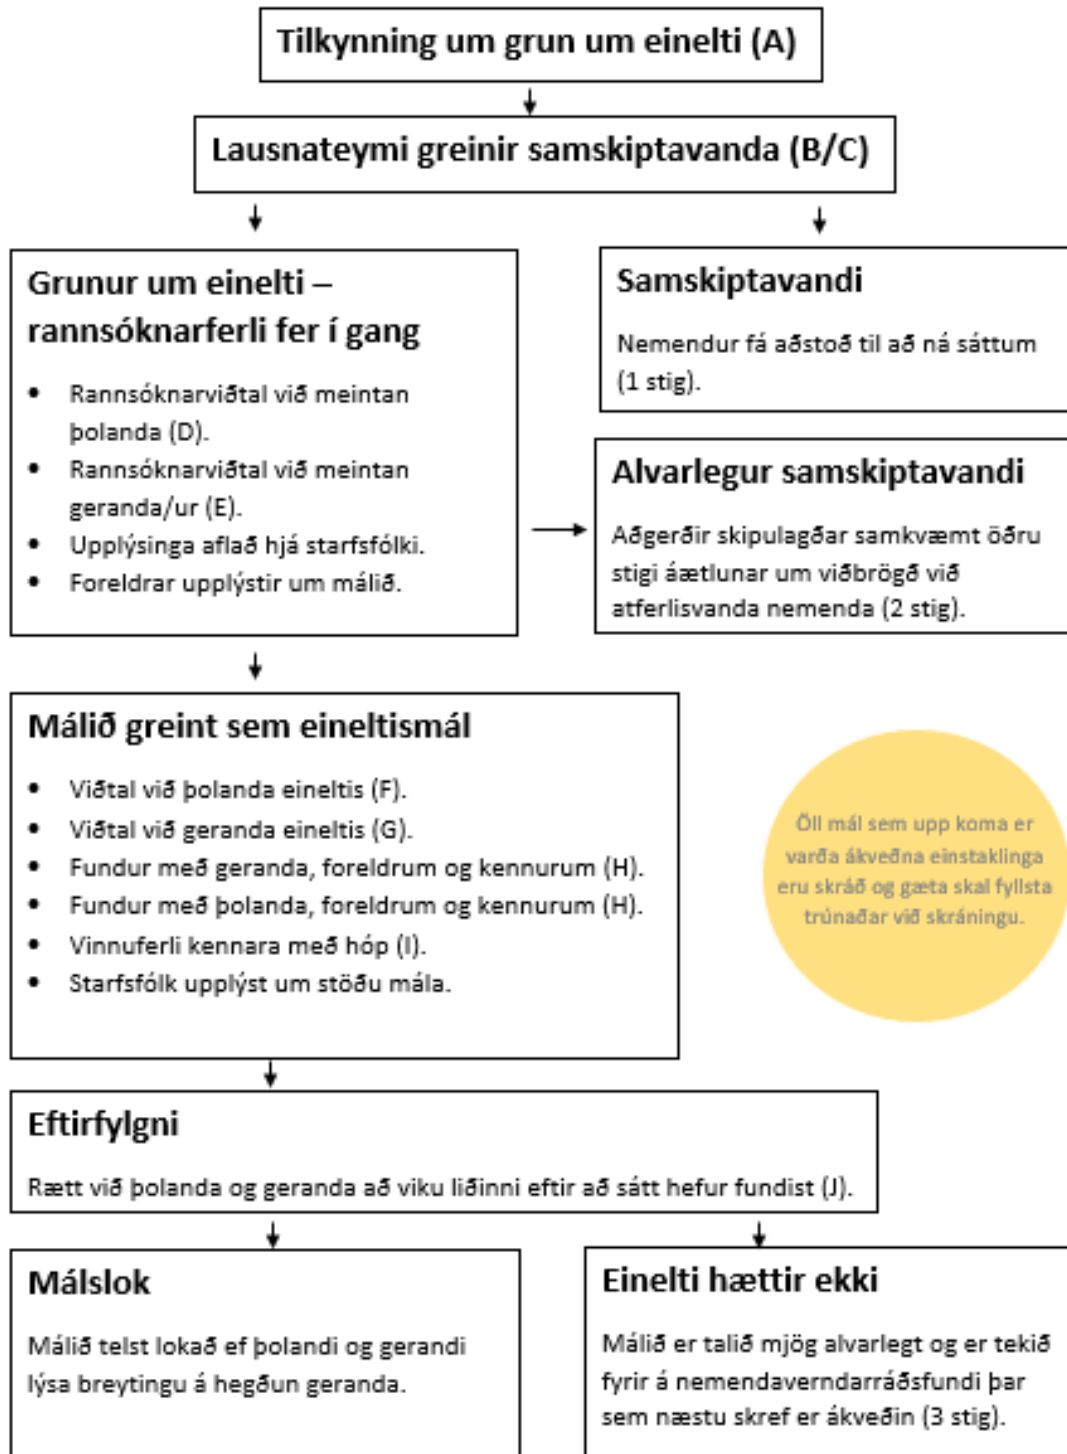 Tilkynning um grun um einelti (A)
Lausnateymi greinir samskiptavanda (B/C)
Grunur um einelti –
rannsóknarferli fer í gang
• Rannsóknarviðtal við meintan
þolanda (D).
• Rannsóknarviðtal við meintan
geranda/ur (E).
• Upplýsinga aflað hjá starfsfólki.
• Foreldrar upplýstir um málið.
Samskiptavandi
Nemendur fá aðstoð til að ná sáttum
(1 stig).
Alvarlegur samskiptavandi
Aðgerðir skipulagðar samkvæmt öðru
stigi áætlunar um viðbrögð við
atferlisvanda nemenda (2 stig).
Málið greint sem eineltismál
• Viðtal við þolanda eineltis (F).
• Viðtal við geranda eineltis (G).
• Fundur með geranda, foreldrum og kennurum (H).
• Fundur með þolanda, foreldrum og kennurum (H).
• Vinnuferli kennara með hóp (I).
• Starfsfólk upplýst um stöðu mála.
Öll mál sem upp koma er
varða ákveðna einstaklinga
eru skráð og gæta skal fyllsta
trúnaðar við skráningu.
Eftirfylgni
Rætt við þolanda og geranda að viku liðinni eftir að sátt hefur fundist (J).
Málslok
Málið telst lokað ef þolandi og gerandi
lýsa breytingu á hegðun geranda.
Einelti hættir ekki
Málið er talið mjög alvarlegt og er tekið
fyrir á nemendaverndarráðsfundi þar
sem næstu skref er ákveðin (3 stig).